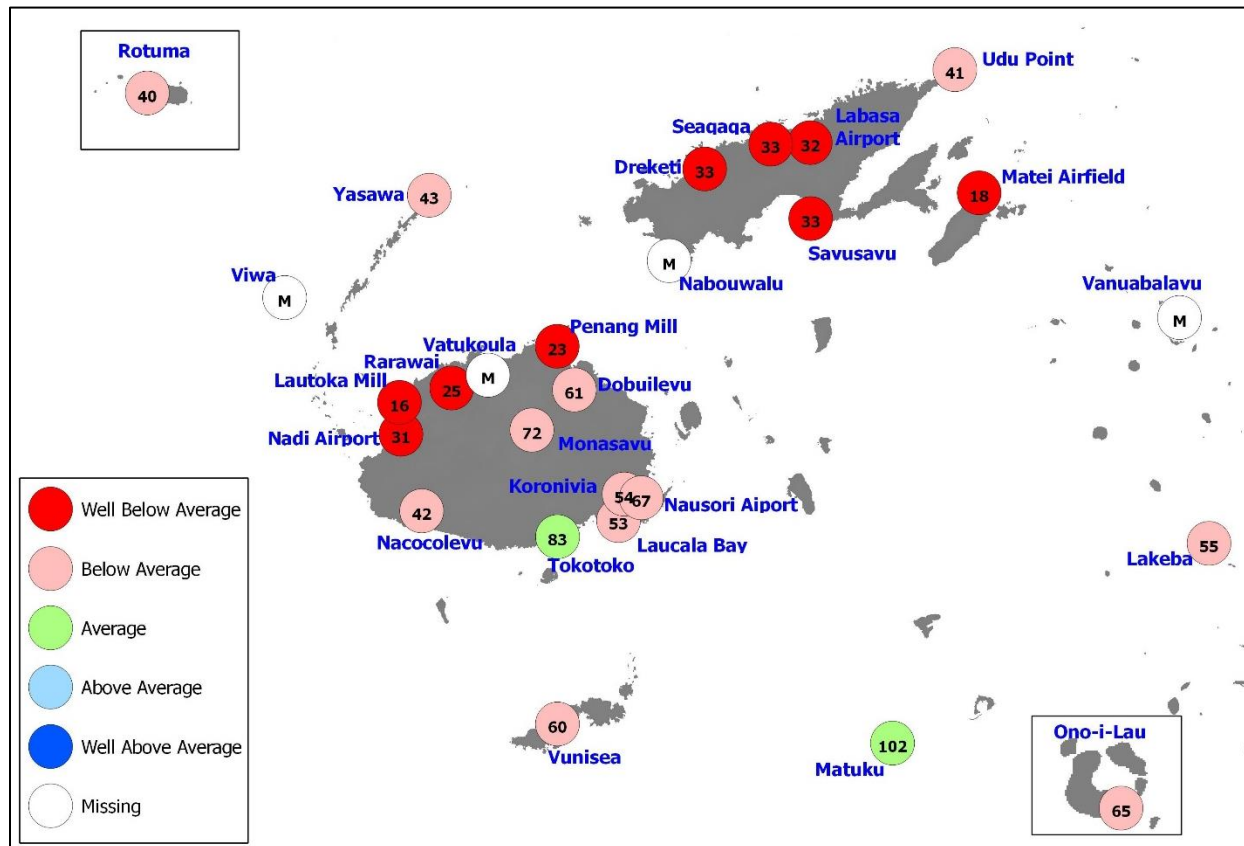 Rotuma
40
Udu Point
41
Seaqaqa
33
Labasa
Airport
32
Dreketi
33
Matei Airfield
18
Yasawa
43
Savusavu
33
Viwa
M
Nabouwalu
M
Vanuabalavu
M
Penang Mill
23
Vatukoula
M
Rarawai
25
Lautoka Mill
16
Dobuilevu
61
Nadi Airport
31
Monasavu
72
Koronivia
54
67
Nausori Aiport
Nacocolevu
42
53
Laucala Bay
83
Tokotoko
Lakeba
55
60
Vunisea
102
Matuku
Ono-i-Lau
65
Well Below Average
Below Average
Average
Above Average
Well Above Average
Missing